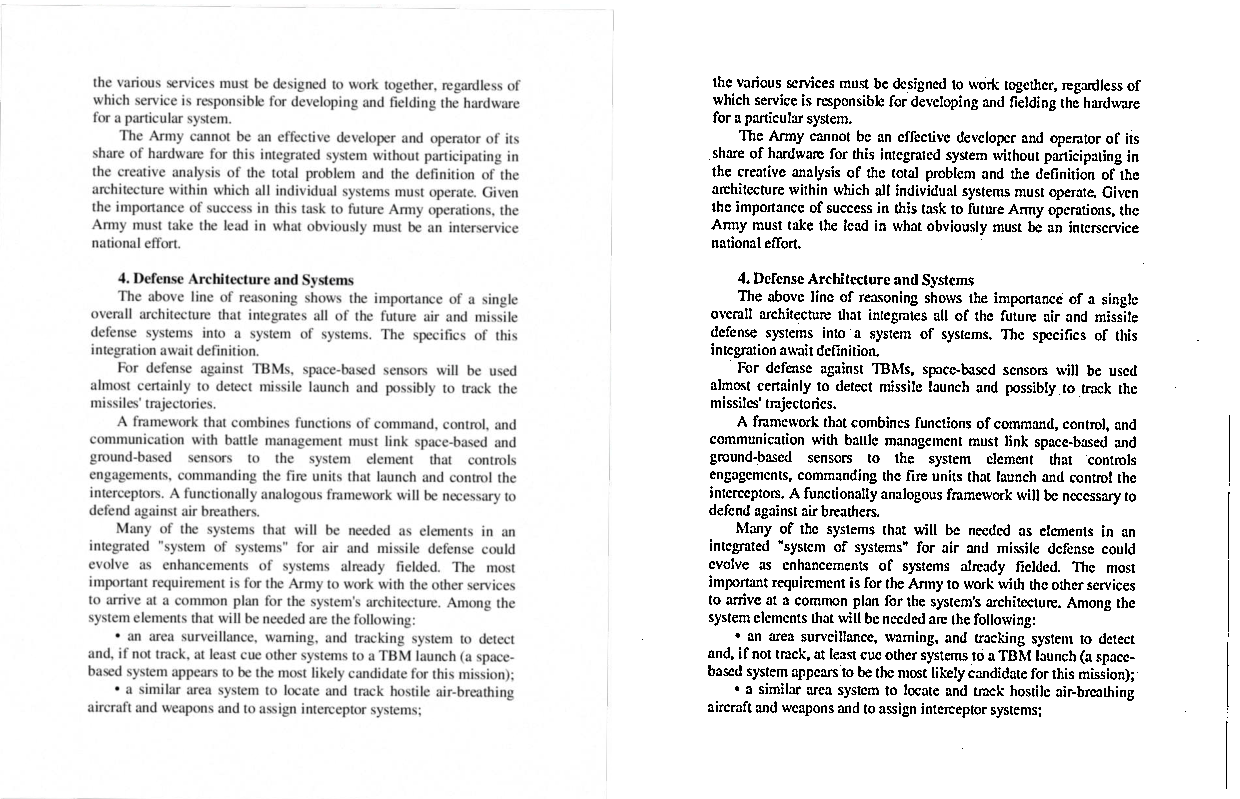 the various services must be designed to work together, regardless of
which service is responsible for developing and fielding the hardware
for a particular system.
The Army cannot be an effective developer and operator of its
share of hardware for this integrated system without participating in
the creative analysis of the total problem and the definition of the
architecture within which all individual systems must operate. Given
the importance of success in this task to future Army operations, the
Army must take the lead in what obviously must be an interservice
national effort.
4. Defense Architecture and Systems
The above line of reasoning shows the importance of a single
overall architecture that integrates all of the future air and missile
defense systems into a system of systems. The specifics of this
integration await definition.
For defense against TBMs, space-based sensors will be used
almost certainly to detect missile launch and possibly to track the
missiles' trajectories.
A framework that combines functions of command, control, and
communication with battle management must link space-based and
ground-based sensors to the system element that controls
engagements, commanding the fire units that launch and control the
interceptors. A functionally analogous framework will be necessary to
defend against air breathers.
Many of the systems that will be needed as elements in an
integrated "system of systems" for air and missile defense could
evolve as enhancements of systems already fielded. The most
important requirement is for the Army to work with the other services
to arrive at a common plan for the system's architecture. Among the
system elements that will be needed are the following:
• an area surveillance, warning, and tracking system to detect
and, if not track, at least cue other systems to a TBM launch (a space-
based system appears to be the most likely candidate for this mission);
• a similar area system to locate and track hostile air-breathing
aircraft and weapons and to assign interceptor systems;
the various services must be designed to work together, regardless of
which service is responsible for developing and fielding the hardware
for a particular system.
The Army cannot be an effective developer and operator of its
share of hardware for this integrated system without participating in
the creative analysis of the total problem and the definition of the
architecture within which all individual systems must operate. Given
the importance of success in this task to future Army operations, the
Army must take the lead in what obviously must be an interservice
national effort.
4. Defense Architecture and Systems
The above line of reasoning shows the importance of a single
overall architecture that integrates all of the future air and missile
defense systems into a system of systems. The specifics of this
integration await definition.
For defense against TBMs, space-based sensors will be used
almost certainly to detect missile launch and possibly to track the
missiles' trajectories.
A framework that combines functions of command, control, and
communication with battle management must link space-based and
ground-based sensors to the system element that controls
engagements, commanding the fire units that launch and control the
interceptors. A functionally analogous framework will be necessary to
defend against air breathers.
Many of the systems that will be needed as elements in an
integrated "system of systems" for air and missile defense could
evolve as enhancements of systems already fielded. The most
important requirement is for the Army to work with the other services
to arrive at a common plan for the system's architecture. Among the
system elements that will be needed are the following:
• an area surveillance, warning, and tracking system to detect
and, if not track, at least cue other systems to a TBM launch (a space-
based system appears to be the most likely candidate for this mission);
• a similar area system to locate and track hostile air-breathing
aircraft and weapons and to assign interceptor systems;